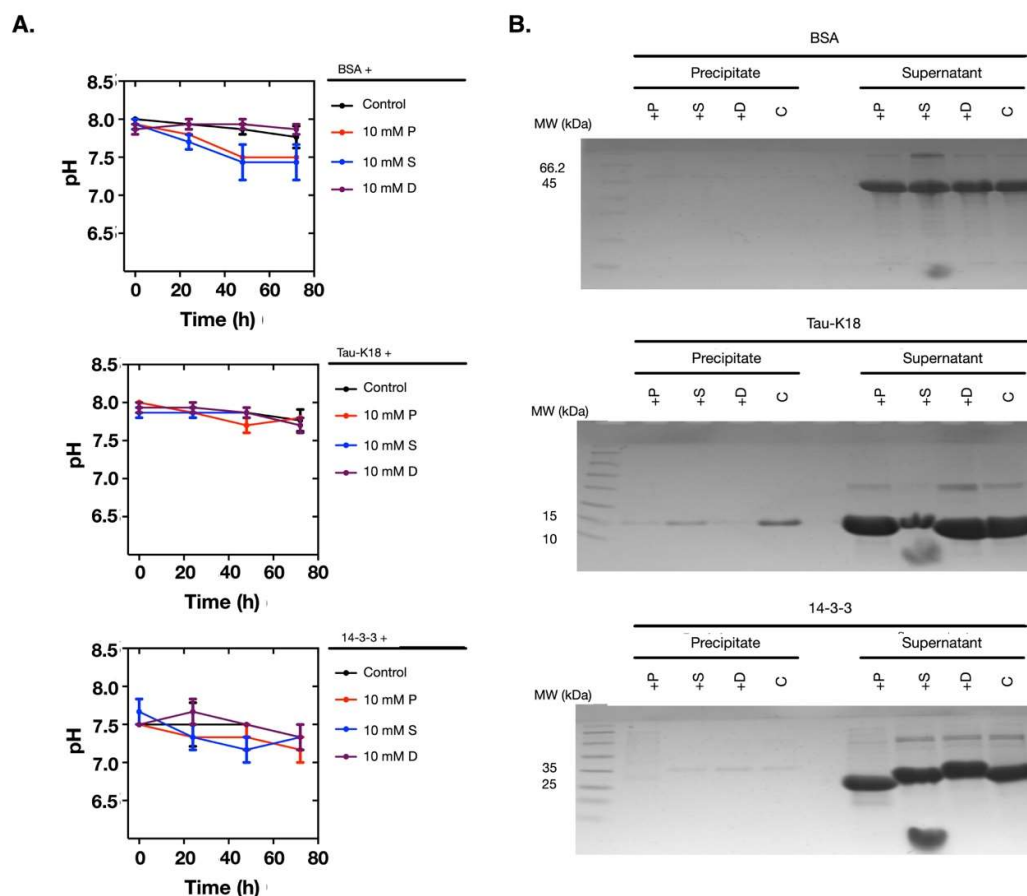 A.
BSA +
8.5
8.0
7.5
7.0
6.5
pH
0 20 40 60 80
Time (h)
Control
10 mM P
10 mM S
10 mM D
Tau-K18 +
8.5
8.0
7.5
7.0
6.5
pH
0 20 40 60 80
Time (h)
Control
10 mM P
10 mM S
10 mM D
14-3-3 +
8.5
8.0
7.5
7.0
6.5
pH
0 20 40 60 80
Time (h)
Control
10 mM P
10 mM S
10 mM D
B.
BSA
Precipitate Supernatant
+P +S +D C +P +S +D C
MW (kDa)
66.2
45
Tau-K18
Precipitate Supernatant
+P +S +D C +P +S +D C
MW (kDa)
15
10
14-3-3
Precipitate Supernatant
+P +S +D C +P +S +D C
MW (kDa)
35
25